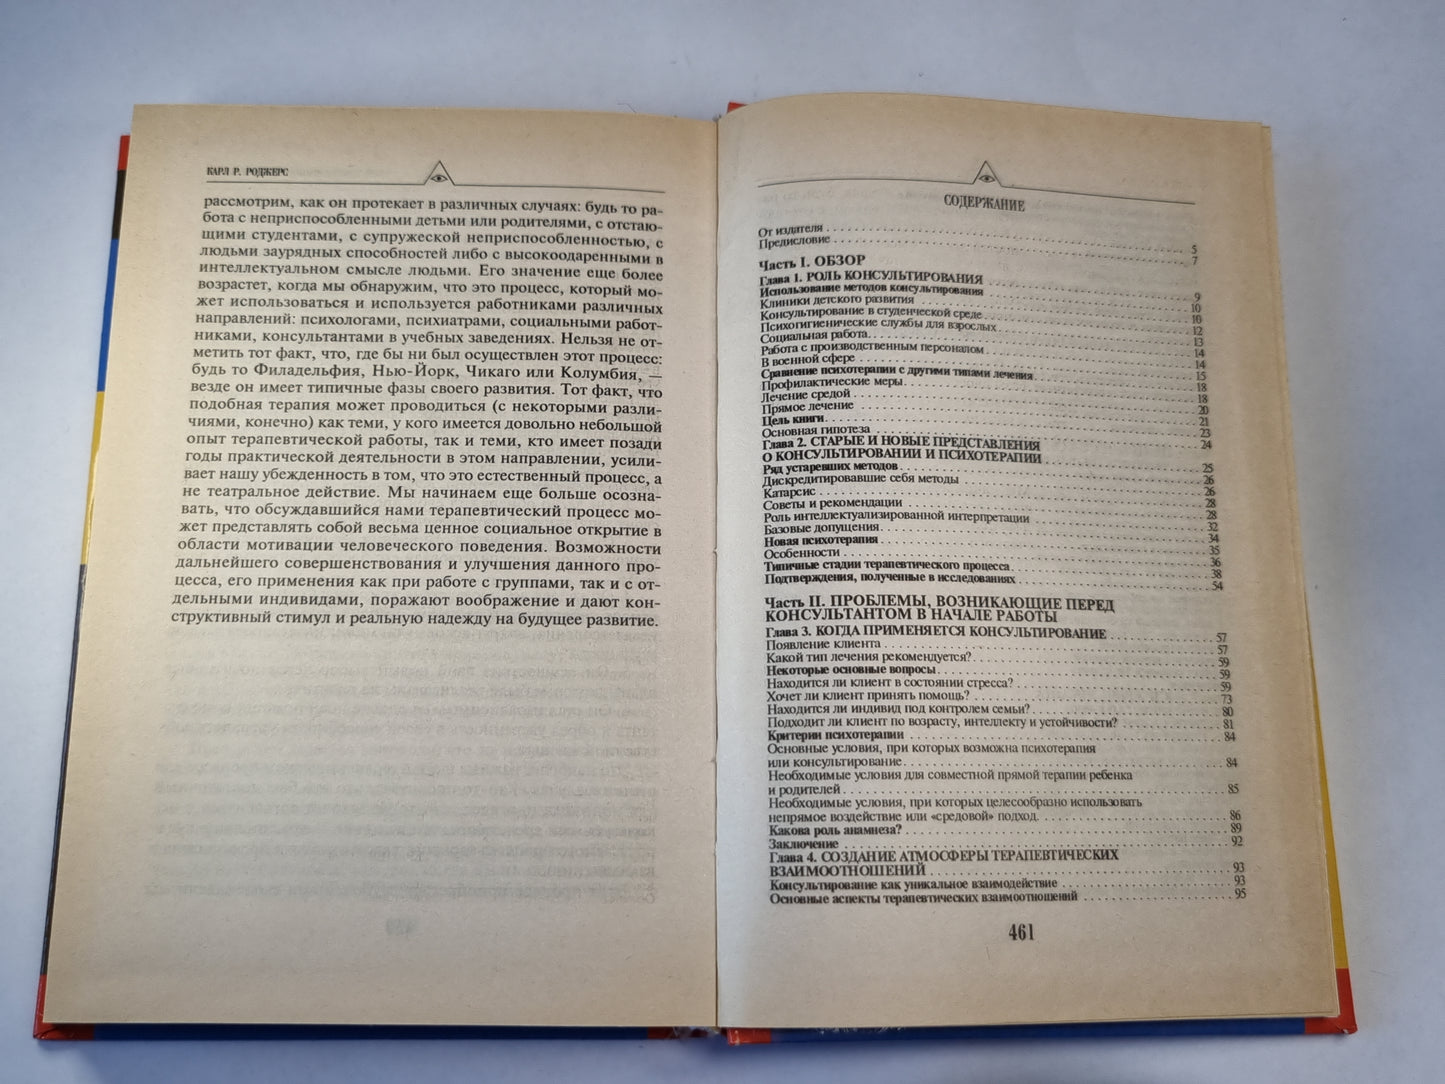 КАРЛ Р. РОДЖЕРС
рассмотрим, как он протекает в различных случаях: будь то ра-
бота с неприспособленными детьми или родителями, с отстаю-
щими студентами, с супружеской неприспособленностью, с
людьми заурядных способностей либо с высокоодаренными в
интеллектуальном смысле людьми. Его значение еще более
возрастет, когда мы обнаружим, что это процесс, который мо-
жет использоваться и используется работниками различных
направлений: психологами, психиатрами, социальными работ-
никами, консультантами в учебных заведениях. Нельзя не от-
метить тот факт, что, где бы ни был осуществлен этот процесс:
будь то Филадельфия, Нью-Йорк, Чикаго или Колумбия, —
везде он имеет типичные фазы своего развития. Тот факт, что
подобная терапия может проводиться (с некоторыми разли-
чиями, конечно) как теми, у кого имеется довольно небольшой
опыт терапевтической работы, так и теми, кто имеет позади
годы практической деятельности в этом направлении, усили-
вает нашу убежденность в том, что это естественный процесс, а
не театральное действие. Мы начинаем еще больше осозна-
вать, что обсуждавшийся нами терапевтический процесс мо-
жет представлять собой весьма ценное социальное открытие в
области мотивации человеческого поведения. Возможности
дальнейшего совершенствования и улучшения данного про-
цесса, его применения как при работе с группами, так и с от-
дельными индивидами, поражают воображение и дают кон-
структивный стимул и реальную надежду на будущее развитие.
СОДЕРЖАНИЕ
От издателя 5
Предисловие 7
Часть I. ОБЗОР
Глава 1. РОЛЬ КОНСУЛЬТИРОВАНИЯ 9
Использование методов консультирования 10
Клиники детского развития 10
Консультирование в студенческой среде 12
Психогигиенические службы для взрослых 13
Социальная работа 14
Работа с производственным персоналом 14
В военной сфере 15
Сравнение психотерапии с другими типами лечения 18
Профилактические меры 18
Лечение средой 20
Прямое лечение 21
Цель книги 23
Основная гипотеза 24
Глава 2. СТАРЫЕ И НОВЫЕ ПРЕДСТАВЛЕНИЯ
О КОНСУЛЬТИРОВАНИИ И ПСИХОТЕРАПИИ 25
Ряд устаревших методов 26
Дискредитировавшие себя методы 26
Катарсис 28
Советы и рекомендации 28
Роль интеллектуализированной интерпретации 32
Базовые допущения 34
Новая психотерапия 35
Особенности 36
Типичные стадии терапевтического процесса 38
Подтверждения, полученные в исследованиях 54
Часть II. ПРОБЛЕМЫ, ВОЗНИКАЮЩИЕ ПЕРЕД
КОНСУЛЬТАНТОМ В НАЧАЛЕ РАБОТЫ
Глава 3. КОГДА ПРИМЕНЯЕТСЯ КОНСУЛЬТИРОВАНИЕ 57
Появление клиента 57
Какой тип лечения рекомендуется? 59
Некоторые основные вопросы 59
Находится ли клиент в состоянии стресса? 59
Хочет ли клиент принять помощь? 73
Находится ли индивид под контролем семьи? 80
Подходит ли клиент по возрасту, интеллекту и устойчивости? 81
Критерии психотерапии 84
Основные условия, при которых возможна психотерапия
или консультирование 84
Необходимые условия для совместной прямой терапии ребенка
и родителей 85
Необходимые условия, при которых целесообразно использовать
непрямое воздействие или «средовой» подход 86
Какова роль анамнеза? 89
Заключение 92
Глава 4. СОЗДАНИЕ АТМОСФЕРЫ ТЕРАПЕВТИЧЕСКИХ
ВЗАИМООТНОШЕНИЙ 93
Консультирование как уникальное взаимодействие 93
Основные аспекты терапевтических взаимоотношений 95
461